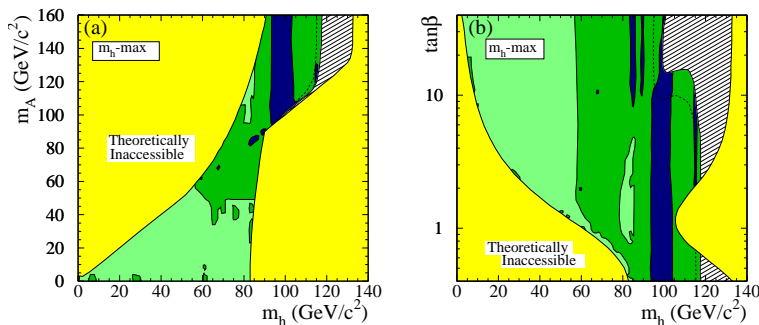 m_A (GeV/c²)
160
140
120
100
80
60
40
20
0
(a)
m_h-max
Theoretically
Inaccessible
0 20 40 60 80 100 120 140
m_h (GeV/c²)
tanβ
10
1
(b)
m_h-max
Theoretically
Inaccessible
0 20 40 60 80 100 120 140
m_h (GeV/c²)